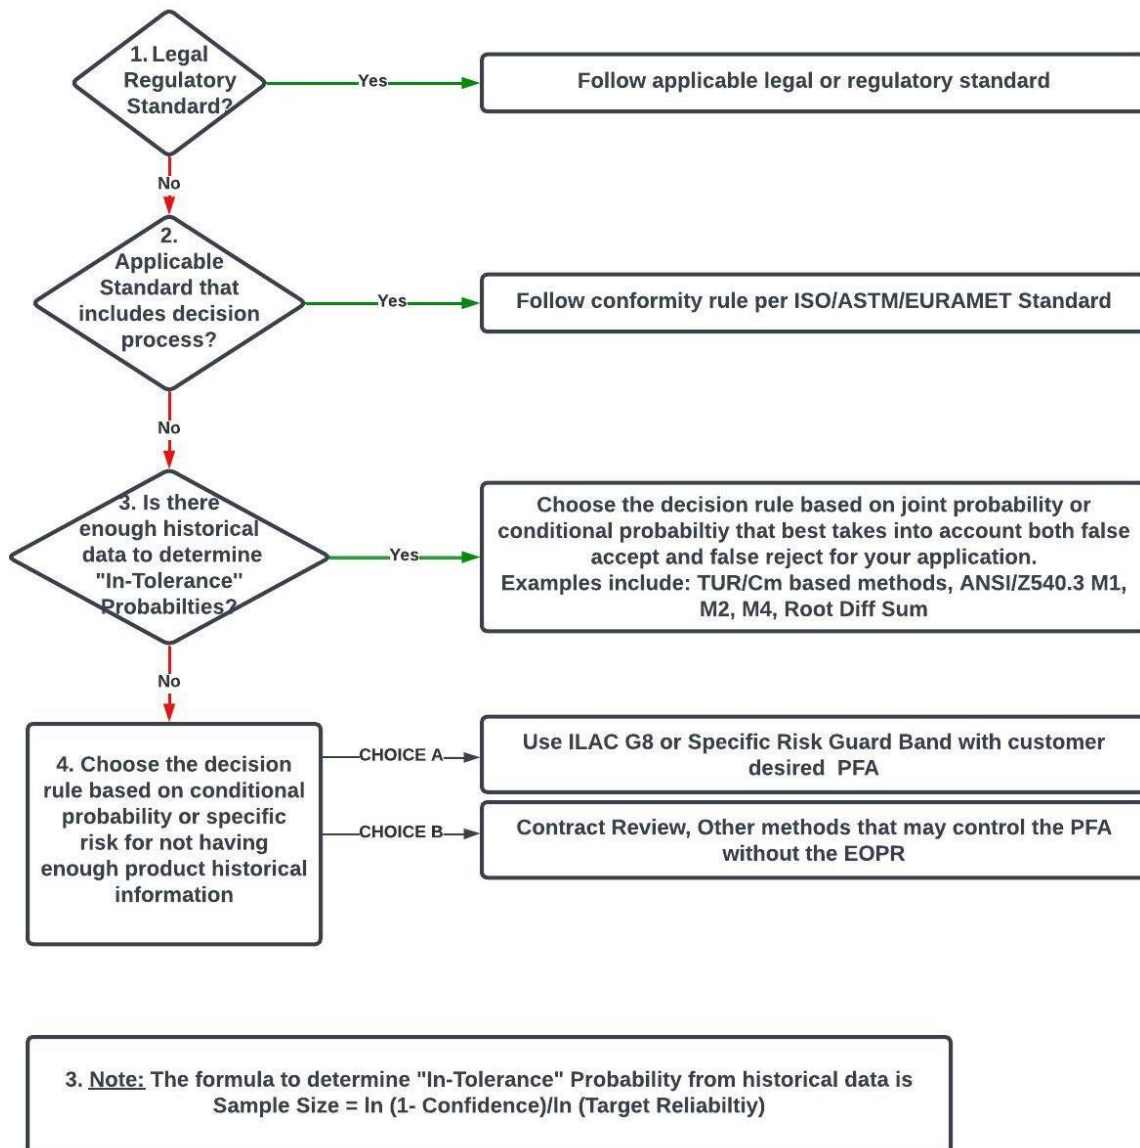 1. Legal
Regulatory
Standard?
Yes
Follow applicable legal or regulatory standard
No
2.
Applicable
Standard that
includes decision
process?
Yes
Follow conformity rule per ISO/ASTM/EURAMET Standard
No
3. Is there
enough historical
data to determine
"In-Tolerance"
Probabilties?
Yes
Choose the decision rule based on joint probability or
conditional probabiltiy that best takes into account both false
accept and false reject for your application.
Examples include: TUR/Cm based methods, ANSI/Z540.3 M1,
M2, M4, Root Diff Sum
No
4. Choose the decision
rule based on conditional
probability or specific
risk for not having
enough product historical
information
CHOICE A
Use ILAC G8 or Specific Risk Guard Band with customer
desired PFA
CHOICE B
Contract Review, Other methods that may control the PFA
without the EOPR
3. Note: The formula to determine "In-Tolerance" Probability from historical data is
Sample Size = ln (1- Confidence)/ln (Target Reliabiltiy)